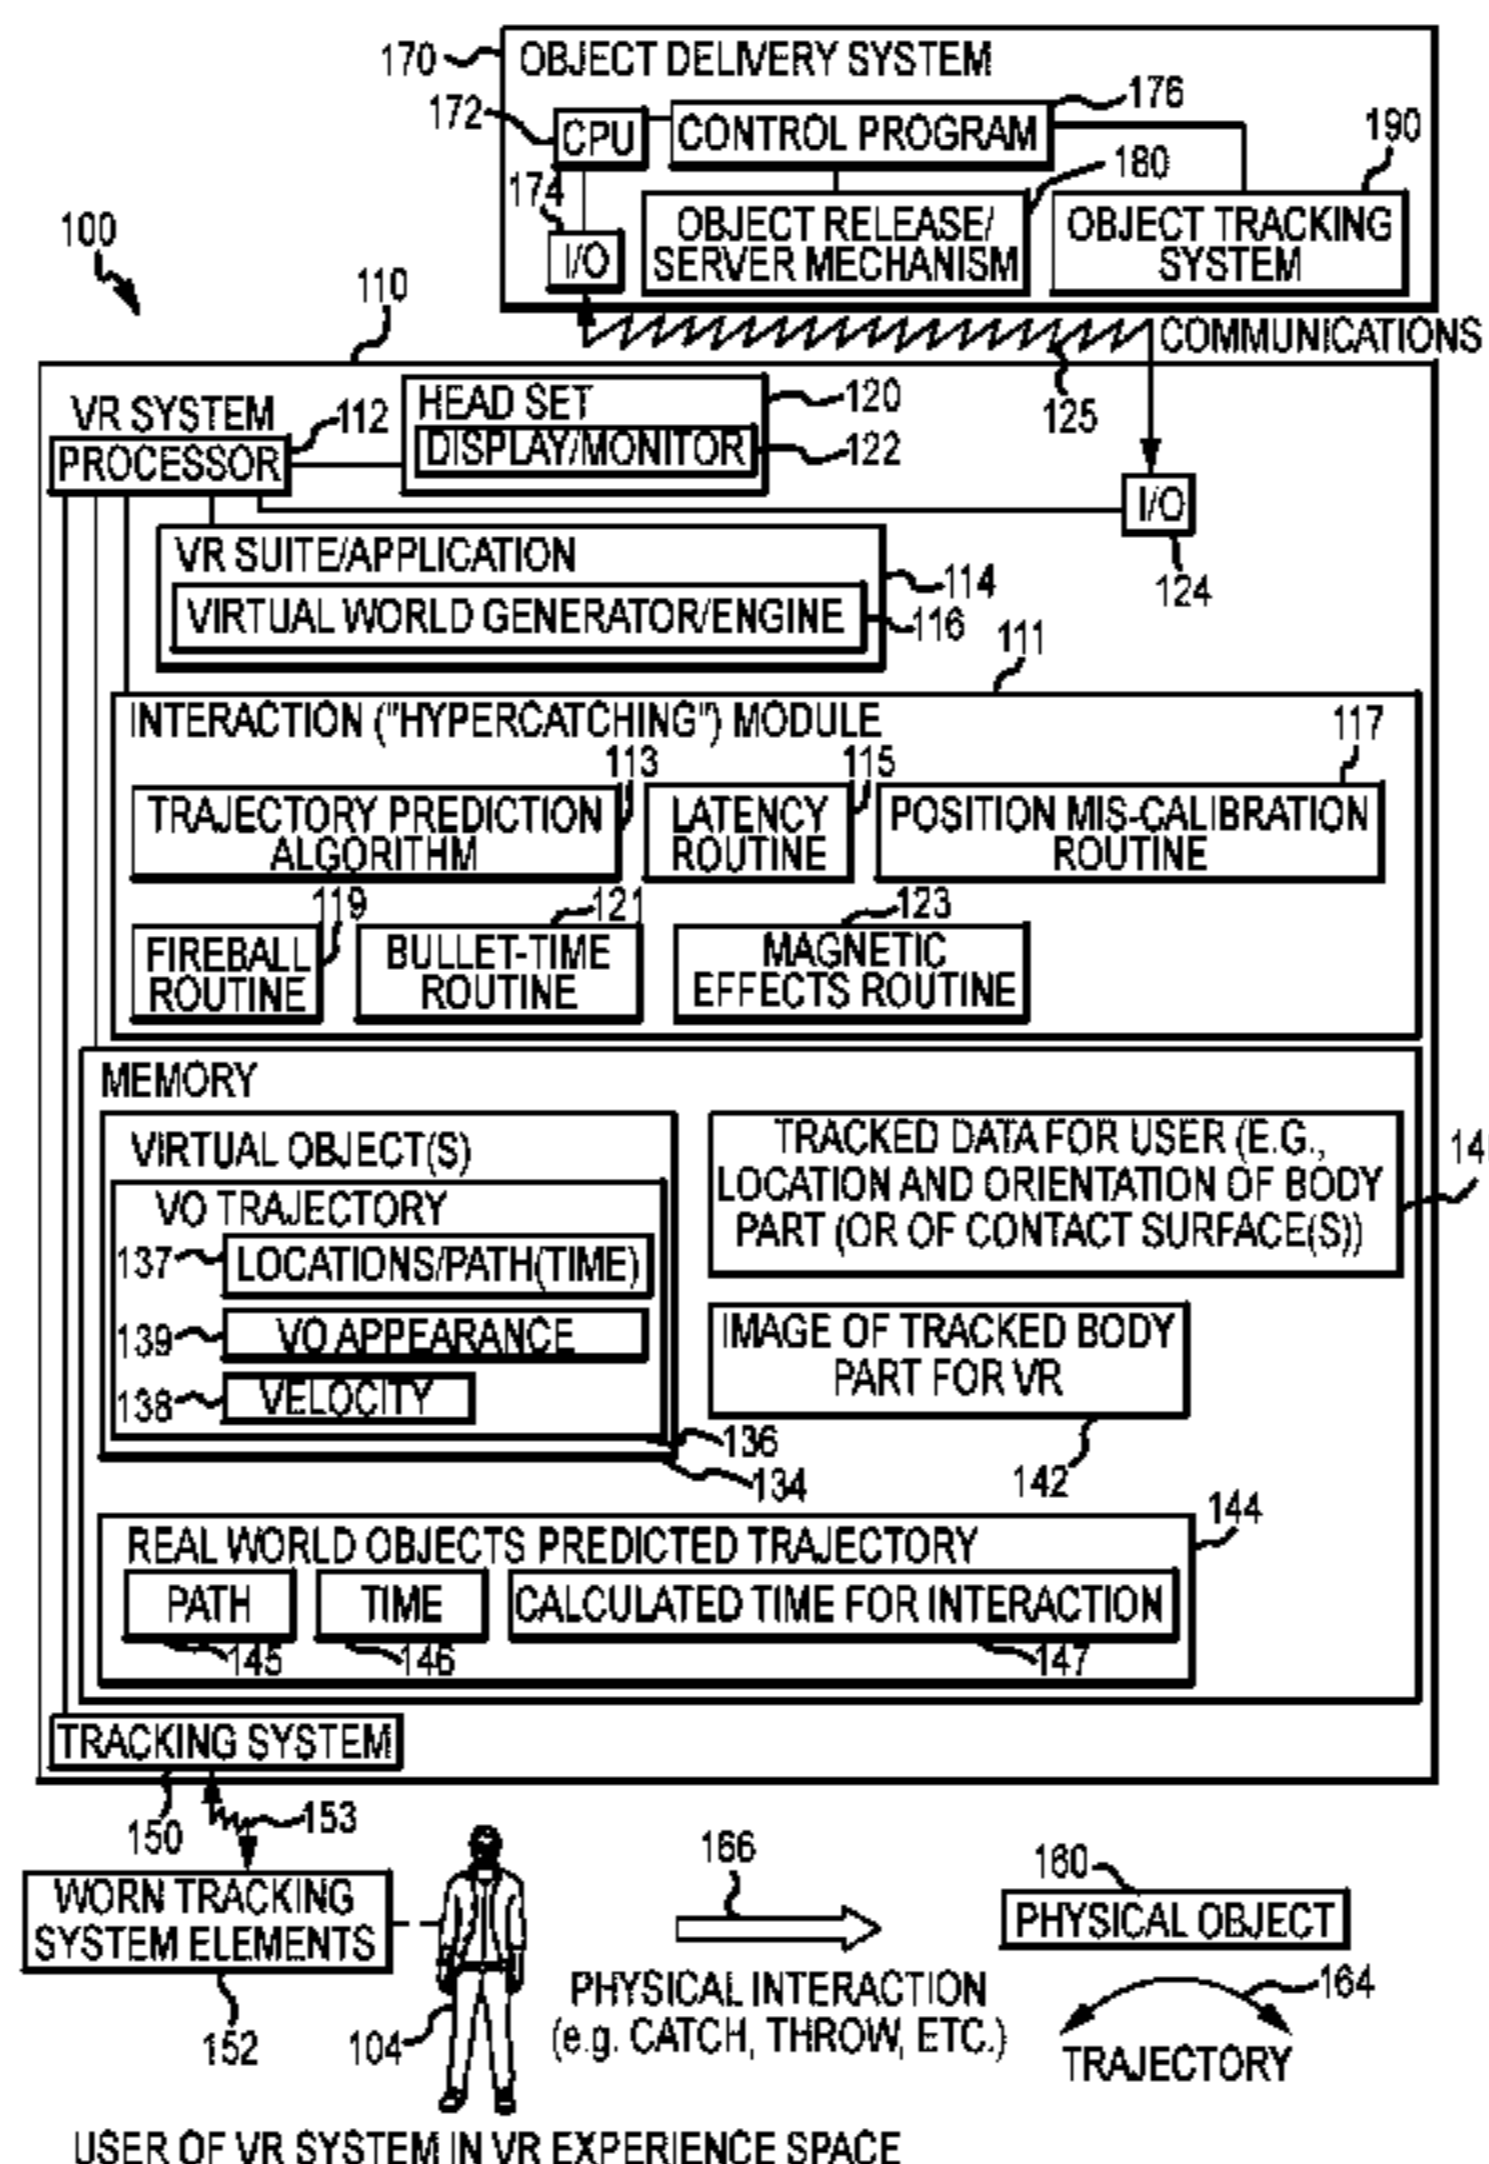 170
OBJECT DELIVERY SYSTEM
172
CPU
CONTROL PROGRAM
176
190
174
I/O
180
OBJECT RELEASE/
SERVER MECHANISM
OBJECT TRACKING
SYSTEM
100
110
COMMUNICATIONS
125
VR SYSTEM
PROCESSOR
112
HEAD SET
120
DISPLAY/MONITOR
122
I/O
124
VR SUITE/APPLICATION
114
VIRTUAL WORLD GENERATOR/ENGINE
116
111
INTERACTION ("HYPERCATCHING") MODULE
113
115
117
TRAJECTORY PREDICTION
ALGORITHM
LATENCY
ROUTINE
POSITION MIS-CALIBRATION
ROUTINE
119
121
123
FIREBALL
ROUTINE
BULLET-TIME
ROUTINE
MAGNETIC
EFFECTS ROUTINE
MEMORY
VIRTUAL OBJECT(S)
VO TRAJECTORY
137
LOCATIONS/PATH(TIME)
139
VO APPEARANCE
138
VELOCITY
136
134
TRACKED DATA FOR USER (E.G.,
LOCATION AND ORIENTATION OF BODY
PART (OR OF CONTACT SURFACE(S))
IMAGE OF TRACKED BODY
PART FOR VR
142
144
REAL WORLD OBJECTS PREDICTED TRAJECTORY
PATH
TIME
CALCULATED TIME FOR INTERACTION
145
146
147
TRACKING SYSTEM
150
153
WORN TRACKING
SYSTEM ELEMENTS
152
104
166
PHYSICAL INTERACTION
(e.g. CATCH, THROW, ETC.)
160
PHYSICAL OBJECT
164
TRAJECTORY
USER OF VR SYSTEM IN VR EXPERIENCE SPACE